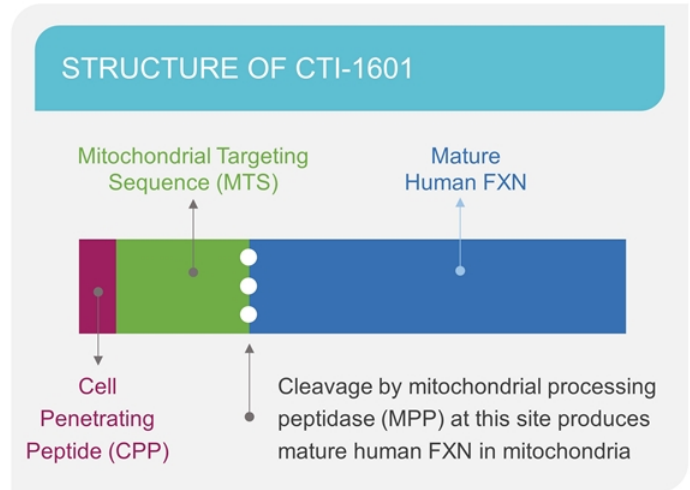 STRUCTURE OF CTI-1601
Mitochondrial Targeting
Sequence (MTS)
Mature
Human FXN
Cell
Penetrating
Peptide (CPP)
Cleavage by mitochondrial processing
peptidase (MPP) at this site produces
mature human FXN in mitochondria